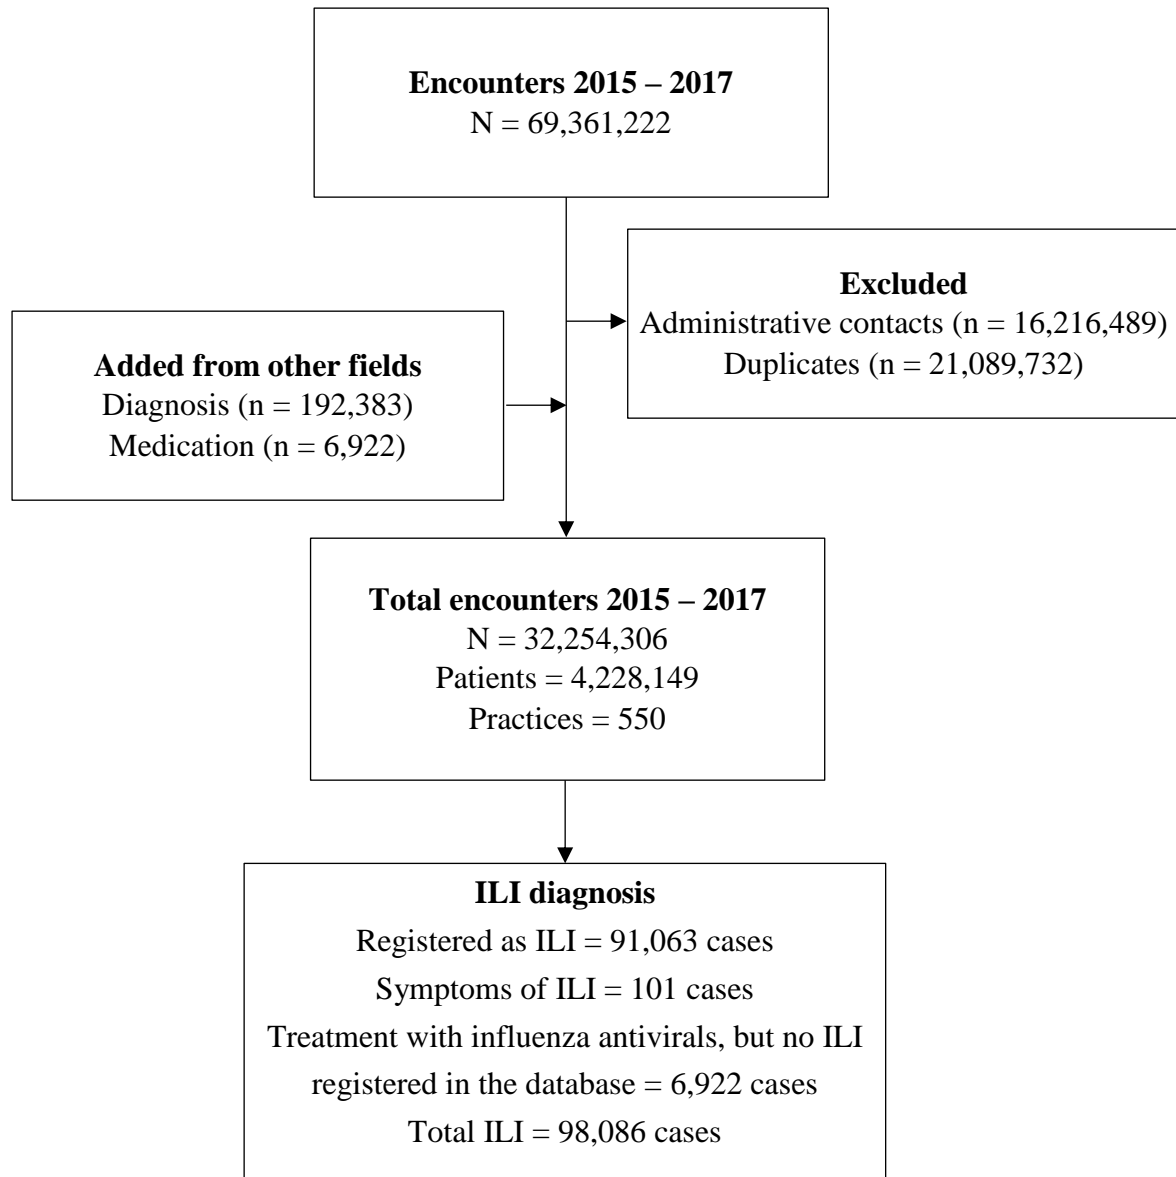 Encounters 2015 – 2017
N = 69,361,222
Excluded
Administrative contacts (n = 16,216,489)
Duplicates (n = 21,089,732)
Added from other fields
Diagnosis (n = 192,383)
Medication (n = 6,922)
Total encounters 2015 – 2017
N = 32,254,306
Patients = 4,228,149
Practices = 550
ILI diagnosis
Registered as ILI = 91,063 cases
Symptoms of ILI = 101 cases
Treatment with influenza antivirals, but no ILI
registered in the database = 6,922 cases
Total ILI = 98,086 cases